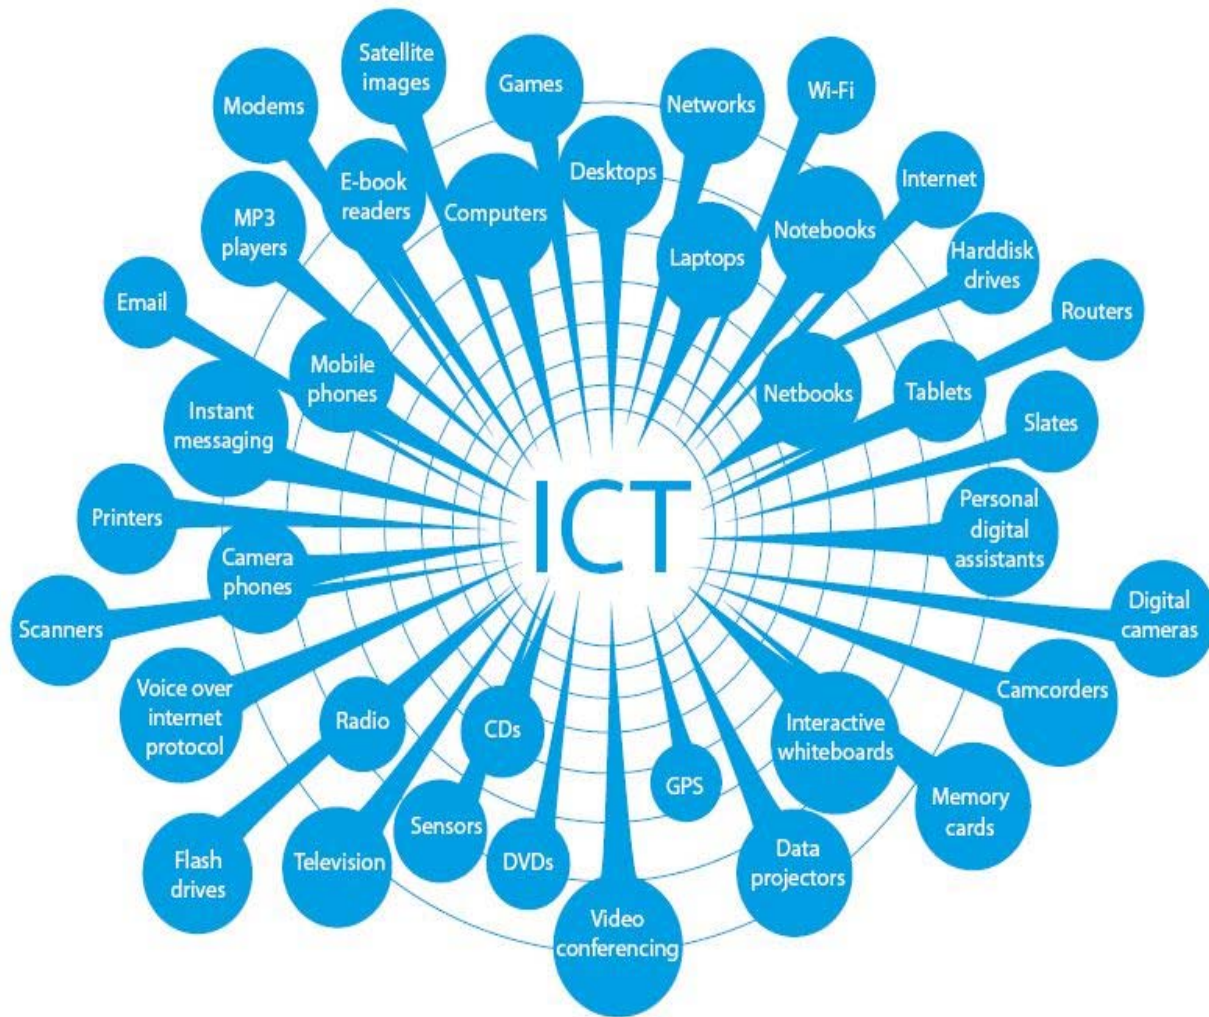 Satellite
images
Games
Networks
Wi-Fi
Modems
Desktops
Internet
E-book
readers
Computers
Notebooks
MP3
players
Laptops
Harddisk
drives
Email
Routers
Mobile
phones
Netbooks
Tablets
Instant
messaging
Slates
Printers
ICT
Personal
digital
assistants
Camera
phones
Scanners
Digital
cameras
Voice over
internet
protocol
Radio
CDs
Interactive
whiteboards
Camcorders
GPS
Memory
cards
Sensors
Flash
drives
Television
DVDs
Data
projectors
Video
conferencing